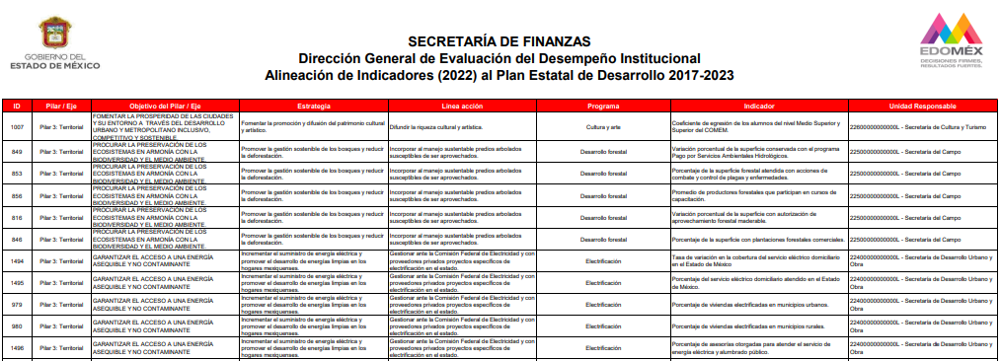 GOBIERNO DEL
ESTADO DE MÉXICO
SECRETARÍA DE FINANZAS
Dirección General de Evaluación del Desempeño Institucional
Alineación de Indicadores (2022) al Plan Estatal de Desarrollo 2017-2023
EDOMÉX
DECISIONES FIRMES,
RESULTADOS FUERTES.
ID Pilar / Eje Objetivo del Pilar / Eje Estrategia Línea acción Programa Indicador Unidad Responsable
1007 Pilar 3: Territorial
FOMENTAR LA PROSPERIDAD DE LAS CIUDADES
Y SU ENTORNO A TRAVÉS DEL DESARROLLO
URBANO Y METROPOLITANO INCLUSIVO,
COMPETITIVO Y SOSTENIBLE
Fomentar la promoción y difusión del patrimonio cultural
y artístico.
Difundir la riqueza cultural y artística.
Cultura y arte
Coeficiente de egresión de los alumnos del nivel Medio Superior y
Superior del COMEM.
22600000000000L - Secretaría de Cultura y Turismo
849 Pilar 3: Territorial
PROCURAR LA PRESERVACIÓN DE LOS
ECOSISTEMAS EN ARMONÍA CON LA
BIODIVERSIDAD Y EL MEDIO AMBIENTE.
Promover la gestión sostenible de los bosques y reducir
la deforestación.
Incorporar al manejo sustentable predios arbolados
susceptibles de ser aprovechados.
Desarrollo forestal
Variación porcentual de la superficie conservada con el programa
Pago por Servicios Ambientales Hidrológicos.
22500000000000L - Secretaría del Campo
853 Pilar 3: Territorial
PROCURAR LA PRESERVACIÓN DE LOS
ECOSISTEMAS EN ARMONÍA CON LA
BIODIVERSIDAD Y EL MEDIO AMBIENTE.
Promover la gestión sostenible de los bosques y reducir
la deforestación.
Incorporar al manejo sustentable predios arbolados
susceptibles de ser aprovechados.
Desarrollo forestal
Porcentaje de la superficie forestal atendida con acciones de
combate y control de plagas y enfermedades.
22500000000000L - Secretaría del Campo
856 Pilar 3: Territorial
PROCURAR LA PRESERVACIÓN DE LOS
ECOSISTEMAS EN ARMONÍA CON LA
BIODIVERSIDAD Y EL MEDIO AMBIENTE.
Promover la gestión sostenible de los bosques y reducir
la deforestación.
Incorporar al manejo sustentable predios arbolados
susceptibles de ser aprovechados.
Desarrollo forestal
Promedio de productores forestales que participan en cursos de
capacitación.
22500000000000L - Secretaría del Campo
816 Pilar 3: Territorial
PROCURAR LA PRESERVACIÓN DE LOS
ECOSISTEMAS EN ARMONÍA CON LA
BIODIVERSIDAD Y EL MEDIO AMBIENTE.
Promover la gestión sostenible de los bosques y reducir
la deforestación.
Incorporar al manejo sustentable predios arbolados
susceptibles de ser aprovechados.
Desarrollo forestal
Variación porcentual de la superficie con autorización de
aprovechamiento forestal maderable.
22500000000000L - Secretaría del Campo
846 Pilar 3: Territorial
PROCURAR LA PRESERVACIÓN DE LOS
ECOSISTEMAS EN ARMONÍA CON LA
BIODIVERSIDAD Y EL MEDIO AMBIENTE.
Promover la gestión sostenible de los bosques y reducir
la deforestación.
Incorporar al manejo sustentable predios arbolados
susceptibles de ser aprovechados.
Desarrollo forestal
Porcentaje de la superficie con plantaciones forestales comerciales.
22500000000000L - Secretaría del Campo
1494 Pilar 3: Territorial
GARANTIZAR EL ACCESO A UNA ENERGÍA
ASEQUIBLE Y NO CONTAMINANTE
Incrementar el suministro de energía eléctrica y
promover el desarrollo de energías limpias en los
hogares mexiquenses.
Gestionar ante la Comisión Federal de Electricidad y con
proveedores privados proyectos específicos de
electrificación en el estado.
Electrificación
Tasa de variación en la cobertura del servicio eléctrico domiciliario
en el Estado de México
22400000000000L - Secretaría de Desarrollo Urbano y
Obra
1495 Pilar 3: Territorial
GARANTIZAR EL ACCESO A UNA ENERGÍA
ASEQUIBLE Y NO CONTAMINANTE
Incrementar el suministro de energía eléctrica y
promover el desarrollo de energías limpias en los
hogares mexiquenses.
Gestionar ante la Comisión Federal de Electricidad y con
proveedores privados proyectos específicos de
electrificación en el estado.
Electrificación
Porcentaje del servicio eléctrico domiciliario atendido en el Estado
de México.
22400000000000L - Secretaría de Desarrollo Urbano y
Obra
979 Pilar 3: Territorial
GARANTIZAR EL ACCESO A UNA ENERGÍA
ASEQUIBLE Y NO CONTAMINANTE
Incrementar el suministro de energía eléctrica y
promover el desarrollo de energías limpias en los
hogares mexiquenses.
Gestionar ante la Comisión Federal de Electricidad y con
proveedores privados proyectos específicos de
electrificación en el estado.
Electrificación
Porcentaje de viviendas electrificadas en municipios urbanos.
22400000000000L - Secretaría de Desarrollo Urbano y
Obra
980 Pilar 3: Territorial
GARANTIZAR EL ACCESO A UNA ENERGÍA
ASEQUIBLE Y NO CONTAMINANTE
Incrementar el suministro de energía eléctrica y
promover el desarrollo de energías limpias en los
hogares mexiquenses.
Gestionar ante la Comisión Federal de Electricidad y con
proveedores privados proyectos específicos de
electrificación en el estado.
Electrificación
Porcentaje de viviendas electrificadas en municipios rurales.
22400000000000L - Secretaría de Desarrollo Urbano y
Obra
1496 Pilar 3: Territorial
GARANTIZAR EL ACCESO A UNA ENERGÍA
ASEQUIBLE Y NO CONTAMINANTE
Incrementar el suministro de energía eléctrica y
promover el desarrollo de energías limpias en los
hogares mexiquenses.
Gestionar ante la Comisión Federal de Electricidad y con
proveedores privados proyectos específicos de
electrificación en el estado.
Electrificación
Porcentaje de asesorías otorgadas para atender el servicio de
energía eléctrica y alumbrado público.
22400000000000L - Secretaría de Desarrollo Urbano y
Obra